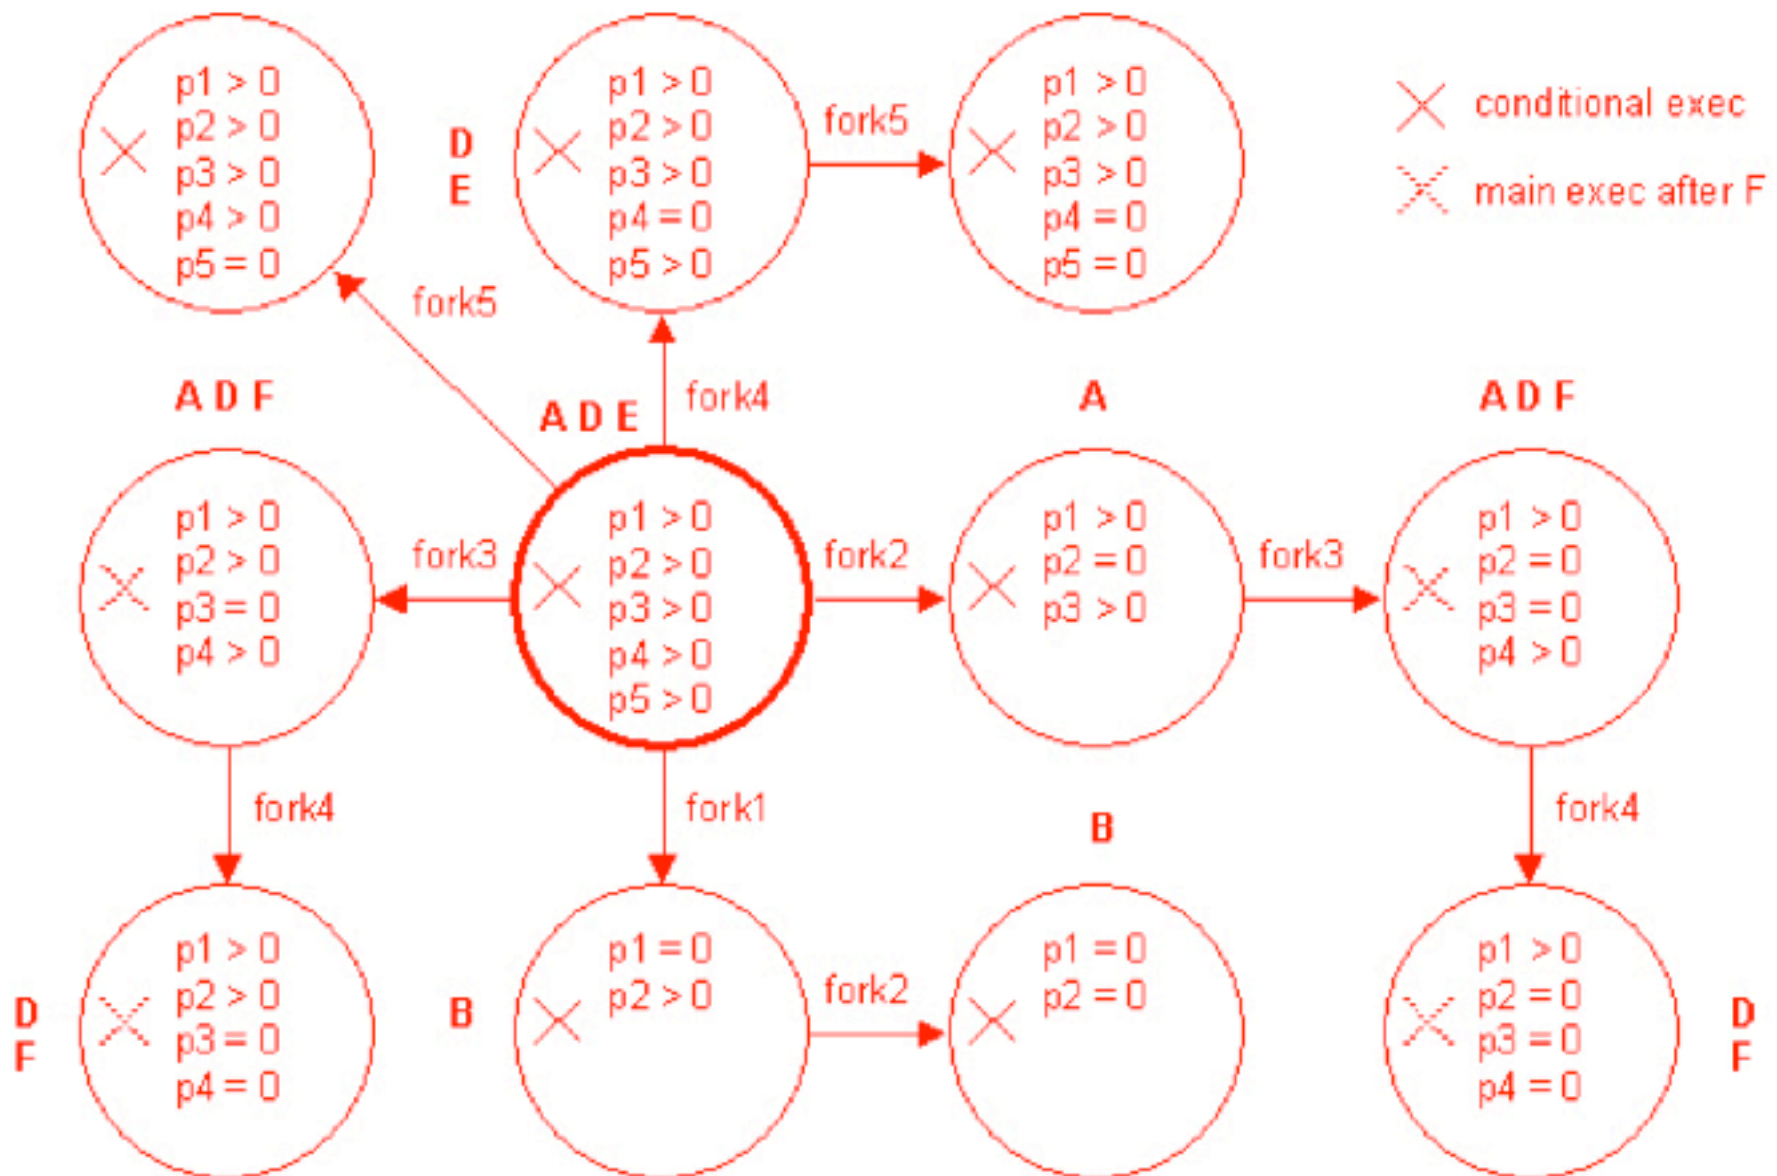 p1 > 0
p2 > 0
p3 > 0
p4 > 0
p5 = 0
D
E
p1 > 0
p2 > 0
p3 > 0
p4 = 0
p5 > 0
fork5
p1 > 0
p2 > 0
p3 > 0
p4 = 0
p5 = 0
conditional exec
main exec after F
fork5
fork4
A D F
A D E
A
A D F
p1 > 0
p2 > 0
p3 = 0
p4 > 0
fork3
p1 > 0
p2 > 0
p3 > 0
p4 > 0
p5 > 0
fork2
p1 > 0
p2 = 0
p3 > 0
fork3
p1 > 0
p2 = 0
p3 = 0
p4 > 0
fork4
fork1
B
fork4
D
F
p1 > 0
p2 > 0
p3 = 0
p4 = 0
B
p1 = 0
p2 > 0
fork2
p1 = 0
p2 = 0
p1 > 0
p2 = 0
p3 = 0
p4 = 0
D
F